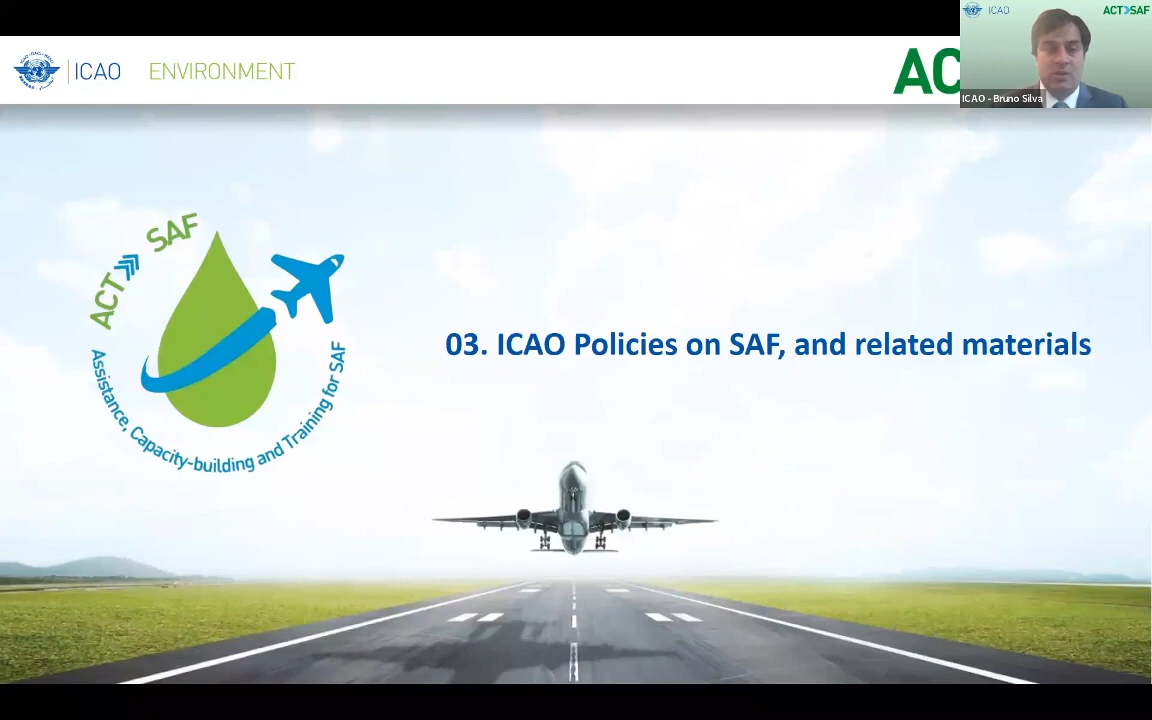 ICAO
ENVIRONMENT
AC
ICAO
ACT SAF
ICAO - Bruno Silva
ACT SAF
Assistance, Capacity-building and Training for SAF
03. ICAO Policies on SAF, and related materials